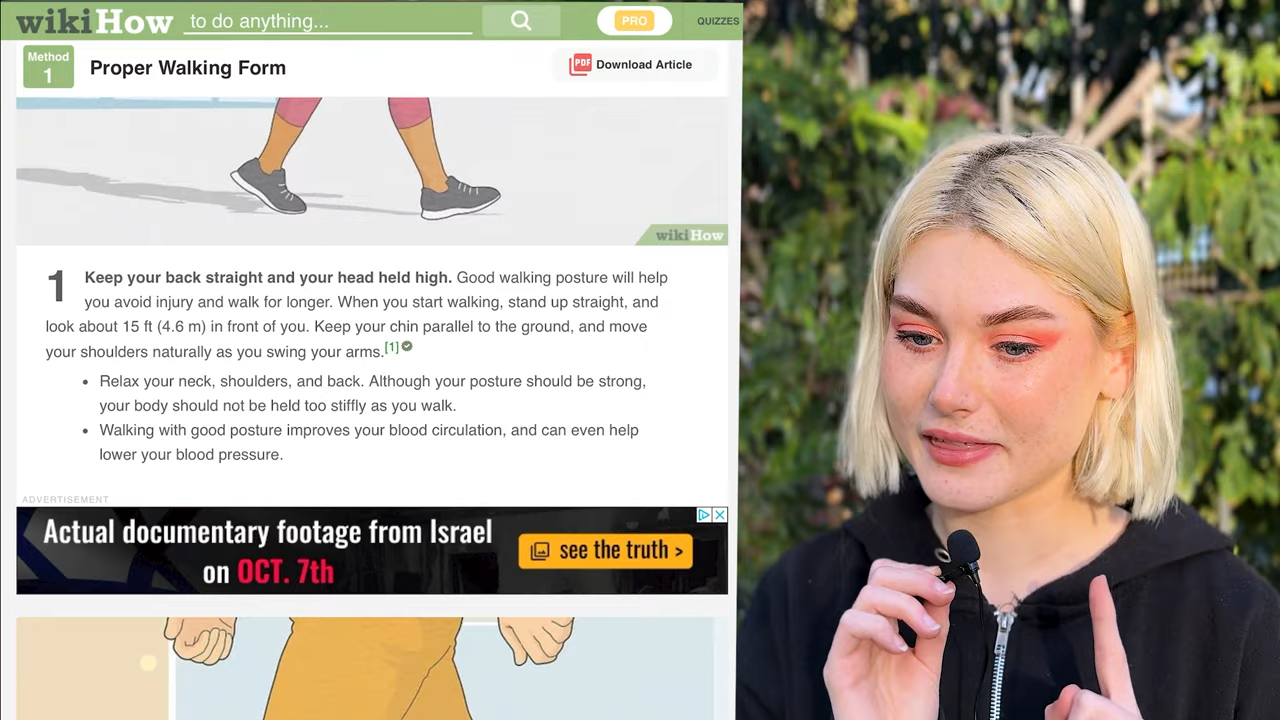 wikiHow to do anything... PRO QUIZZES
Method
1
Proper Walking Form
PDF Download Article
wikiHow
1 Keep your back straight and your head held high. Good walking posture will help
you avoid injury and walk for longer. When you start walking, stand up straight, and
look about 15 ft (4.6 m) in front of you. Keep your chin parallel to the ground, and move
your shoulders naturally as you swing your arms.[1]
• Relax your neck, shoulders, and back. Although your posture should be strong,
your body should not be held too stiffly as you walk.
• Walking with good posture improves your blood circulation, and can even help
lower your blood pressure.
ADVERTISEMENT
Actual documentary footage from Israel
on OCT. 7th
see the truth >